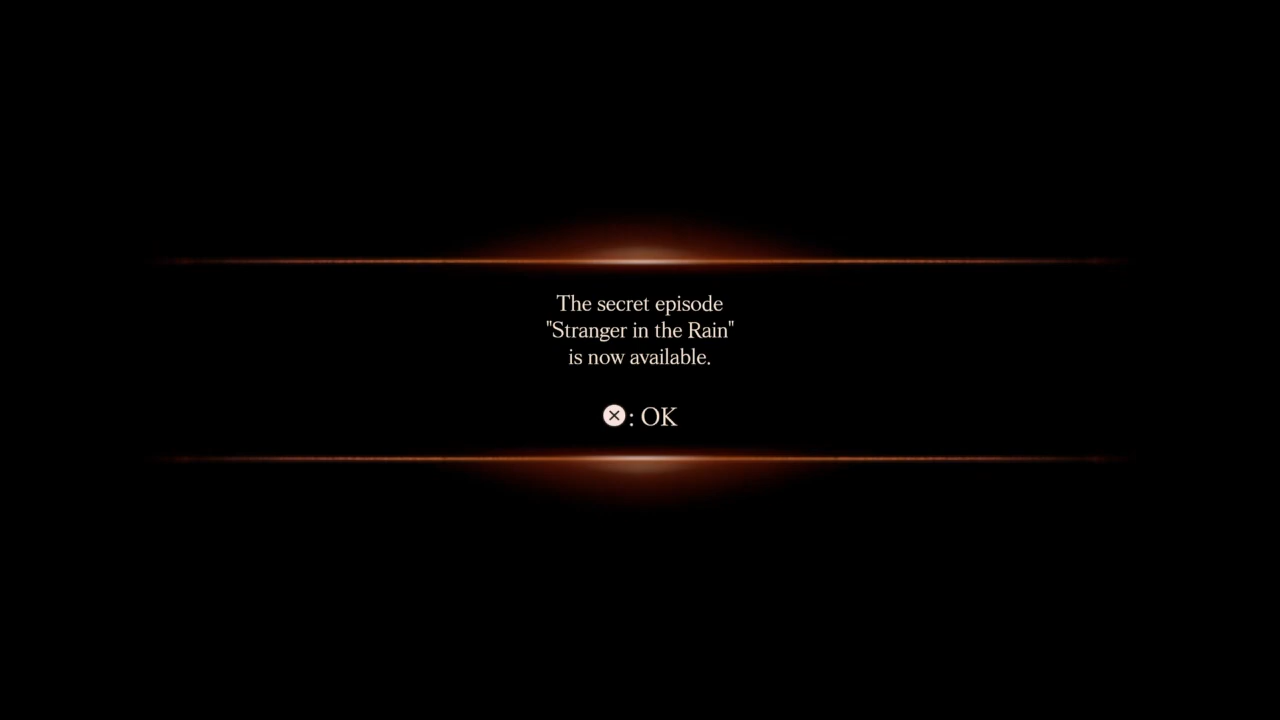 The secret episode
"Stranger in the Rain"
is now available.
ⓧ: OK